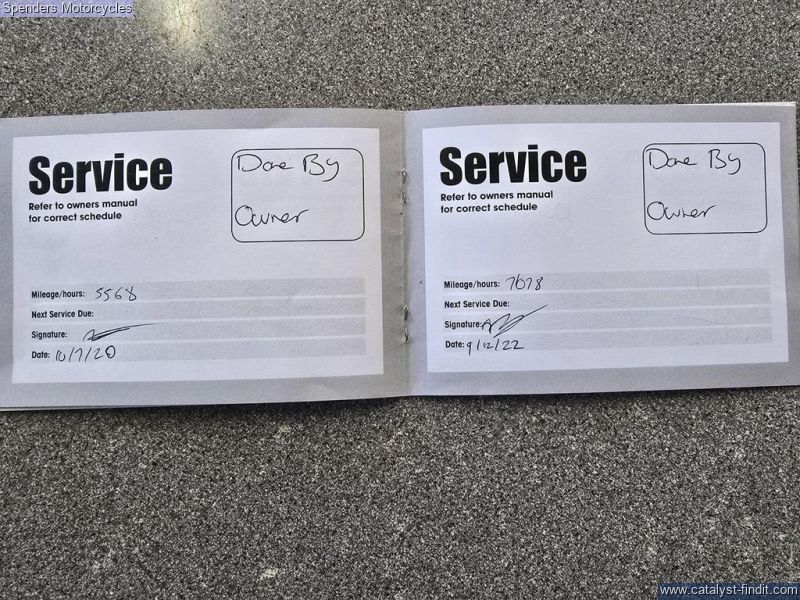 Spenders Motorcycles
Service
Refer to owners manual
for correct schedule
Done By
Owner
Mileage/hours: 5568
Next Service Due:
Signature:
Date: 10/7/20
Service
Refer to owners manual
for correct schedule
Done By
Owner
Mileage/hours: 7678
Next Service Due:
Signature:
Date: 9/12/22
www.catalyst-findit.com